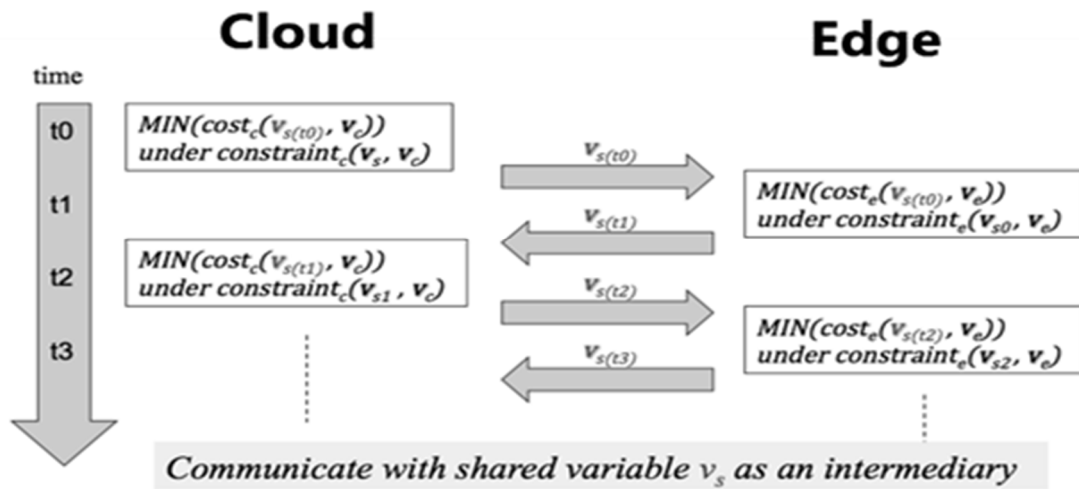 Cloud
Edge
time
t0
MIN(cost_c(v_s(t0), v_c))
under constraint_c(v_s, v_c)
v_s(t0)
MIN(cost_e(v_s(t0), v_e))
under constraint_e(v_s0, v_e)
t1
v_s(t1)
MIN(cost_c(v_s(t1), v_c))
under constraint_c(v_s1, v_c)
t2
v_s(t2)
MIN(cost_e(v_s(t2), v_e))
under constraint_e(v_s2, v_e)
t3
v_s(t3)
Communicate with shared variable v_s as an intermediary